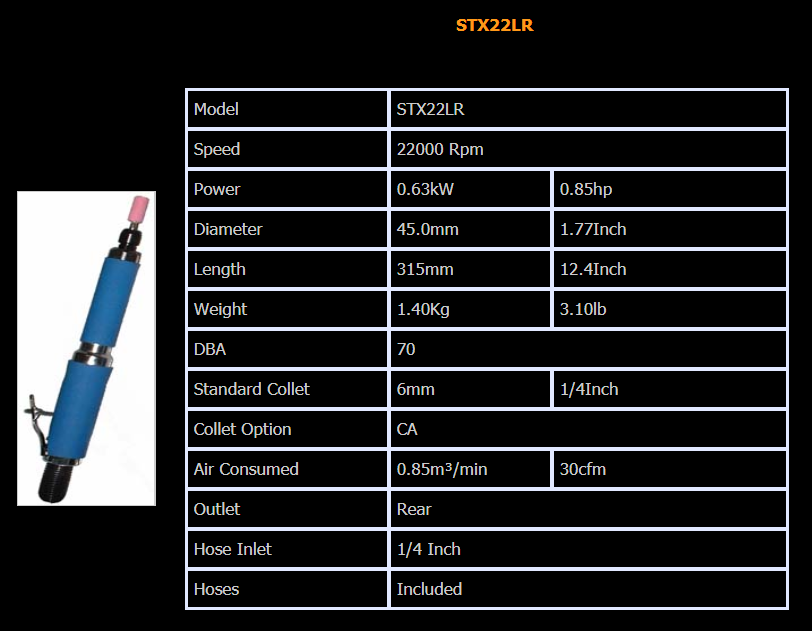 STX22LR
Model STX22LR
Speed 22000 Rpm
Power 0.63kW 0.85hp
Diameter 45.0mm 1.77Inch
Length 315mm 12.4Inch
Weight 1.40Kg 3.10lb
DBA 70
Standard Collet 6mm 1/4Inch
Collet Option CA
Air Consumed 0.85m³/min 30cfm
Outlet Rear
Hose Inlet 1/4 Inch
Hoses Included